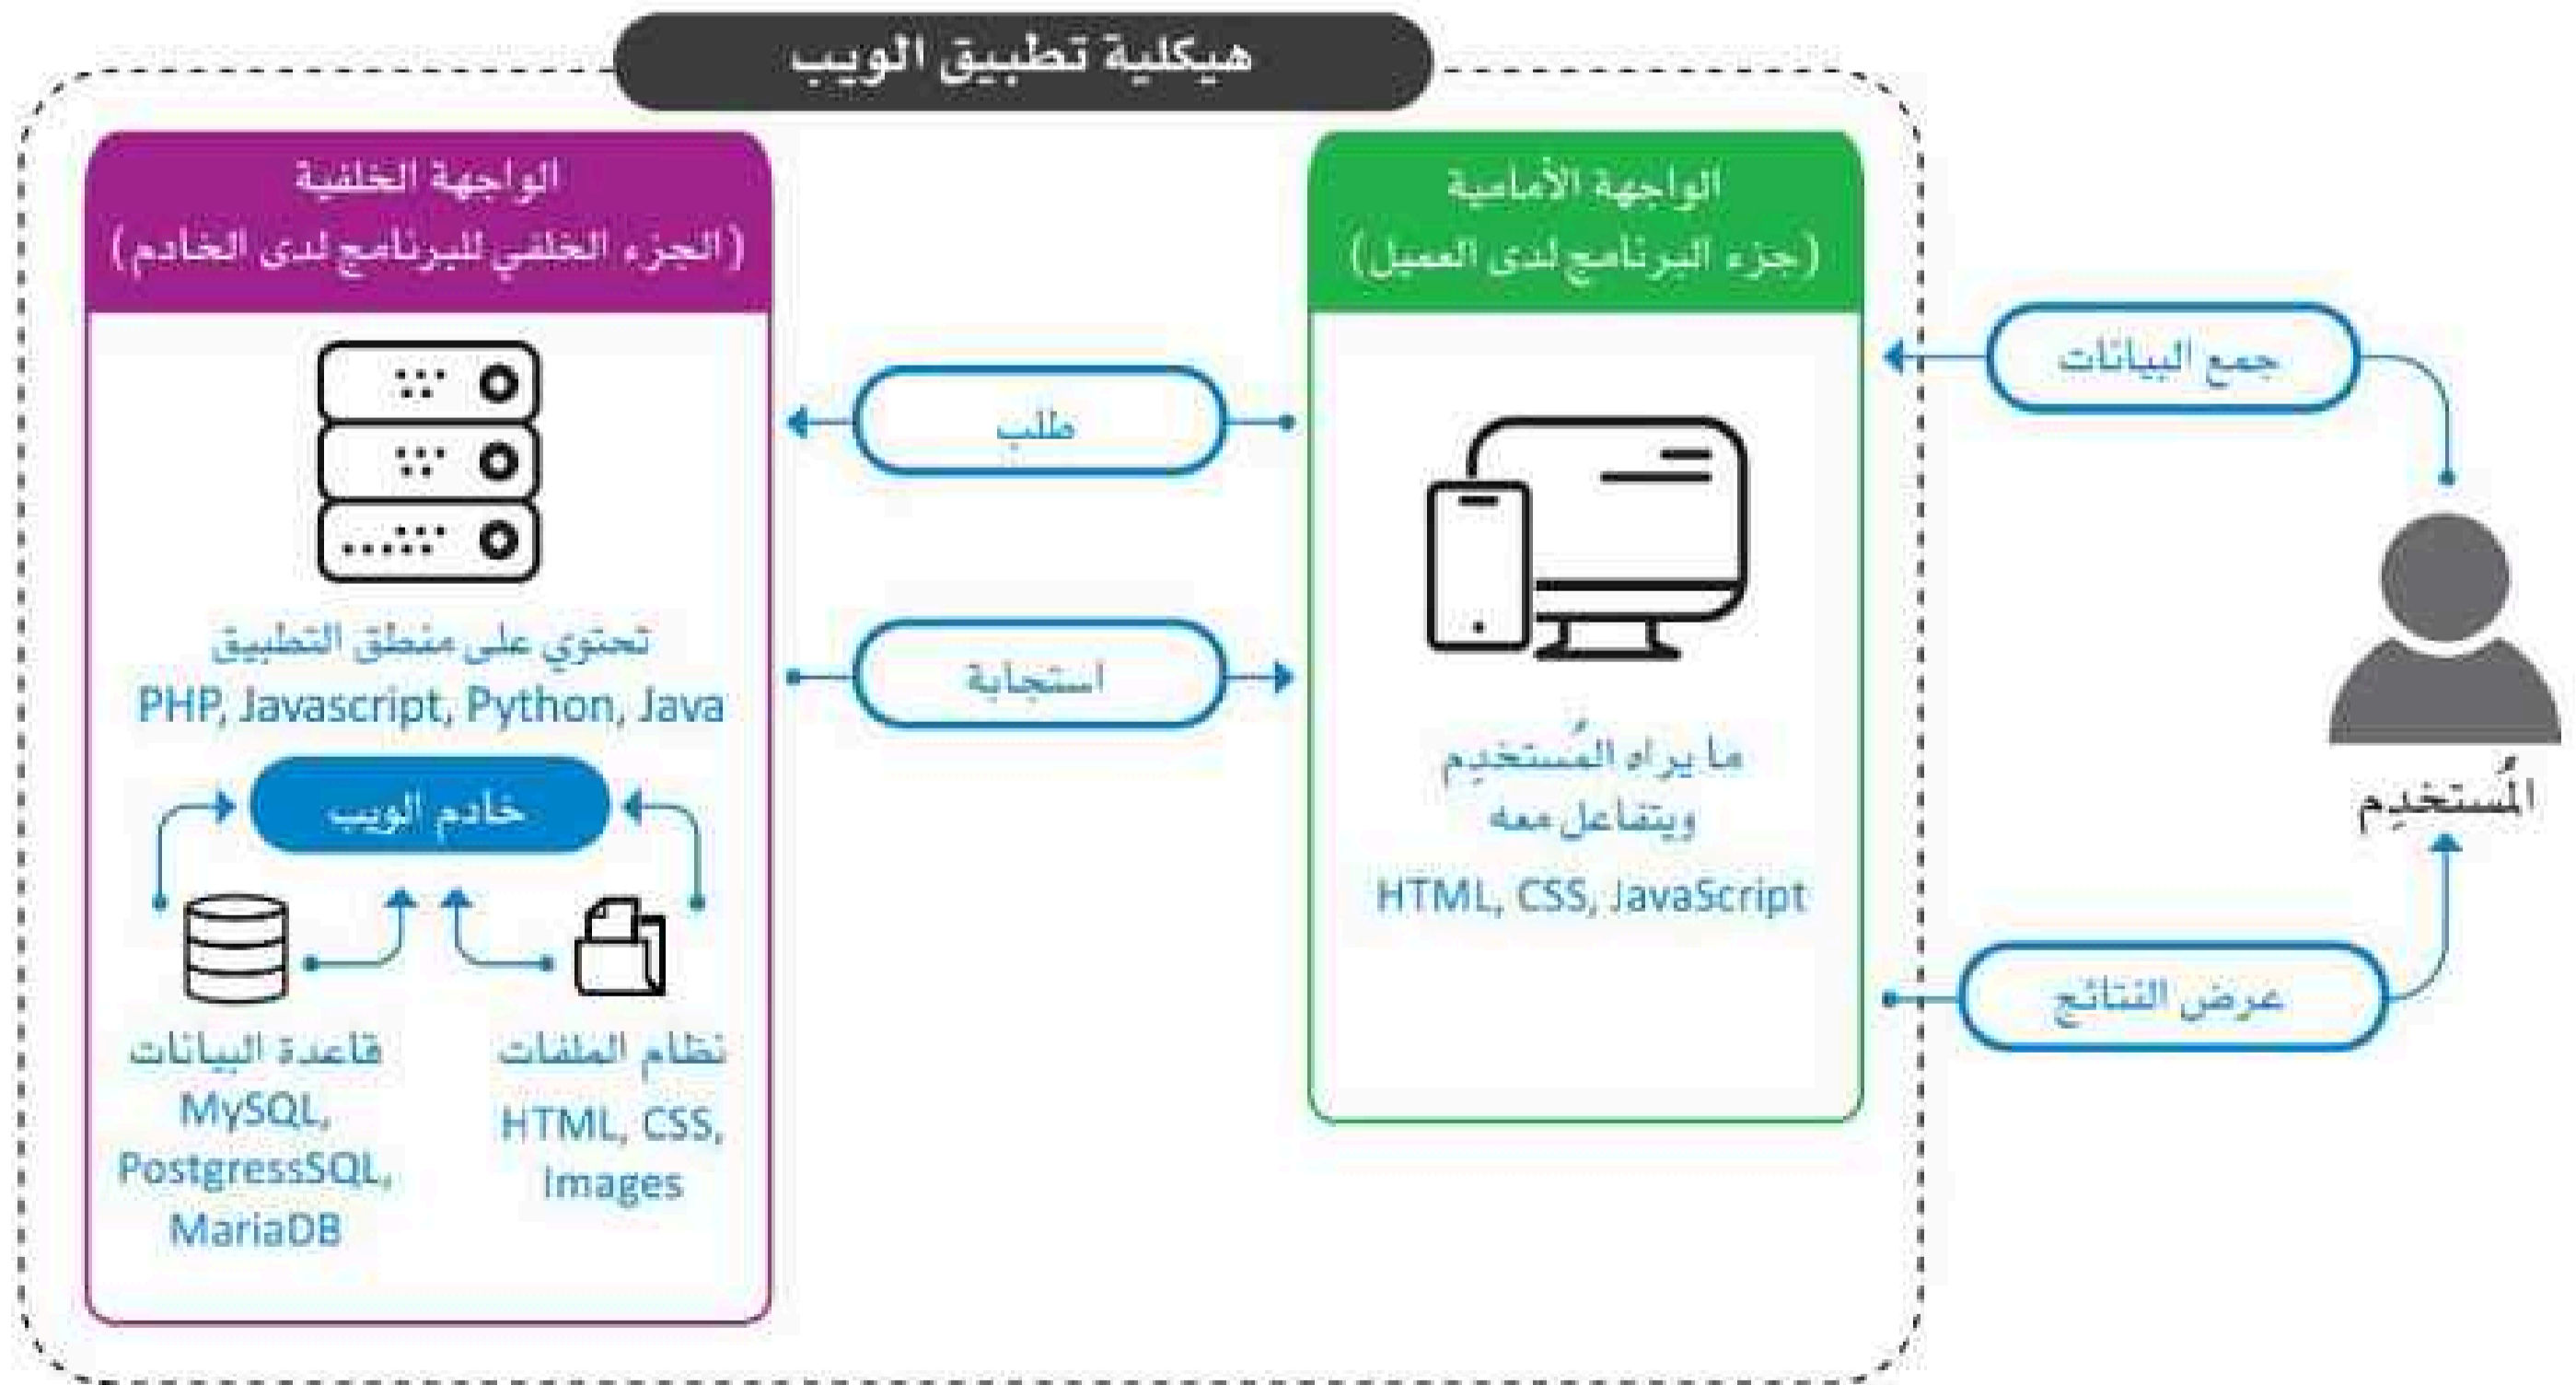 هيكلية تطبيق الويب
الواجهة الأمامية
(جزء البرنامج لدى العميل)
ما يراه المُستخدِم
ويتفاعل معه
HTML, CSS, JavaScript
جمع البيانات
المُستخدِم
عرض النتائج
طلب
استجابة
الواجهة الخلفية
(الجزء الخلفي للبرنامج لدى الخادم)
تحتوي على منطق التطبيق
PHP, Javascript, Python, Java
خادم الويب
نظام الملفات
HTML, CSS,
Images
قاعدة البيانات
MySQL,
PostgressSQL,
MariaDB